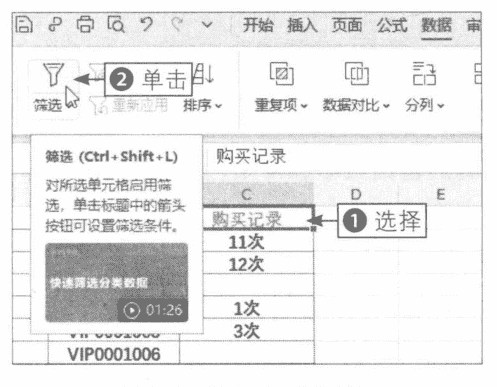 开始 插入 页面 公式 数据 审
❷ 单击
筛选 重新应用 排序 重复项 数据对比 分列
筛选 (Ctrl+Shift+L)
对所选单元格启用筛
选，单击标题中的箭头
按钮可设置筛选条件。
快速筛选分类数据
01:26
购买记录
C D E
购买记录
❶ 选择
11次
12次
1次
3次
VIP0001006